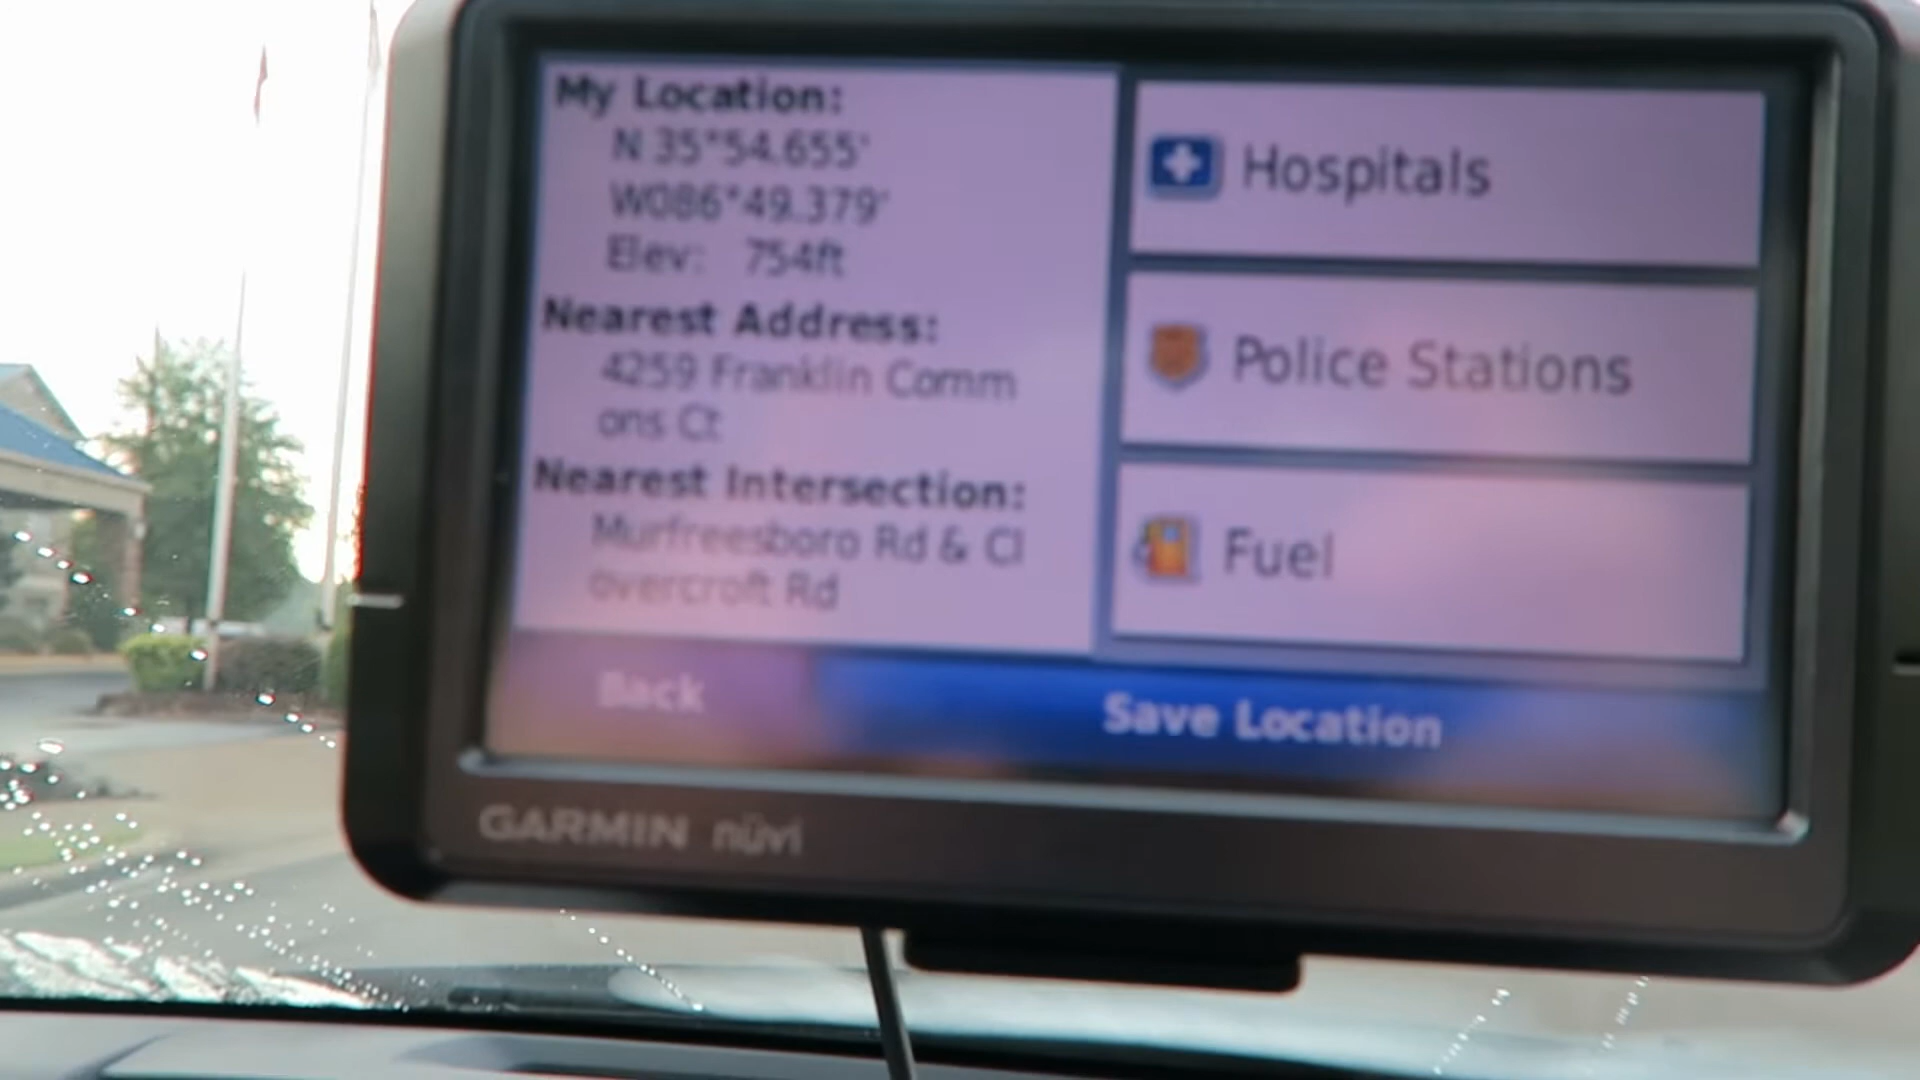 My Location:
N 35°54.655'
W086°49.379'
Elev: 754ft
Nearest Address:
4259 Franklin Comm
ons Ct
Nearest Intersection:
Murfreesboro Rd & Cl
overcroft Rd
Hospitals
Police Stations
Fuel
Back
Save Location
GARMIN nüvi